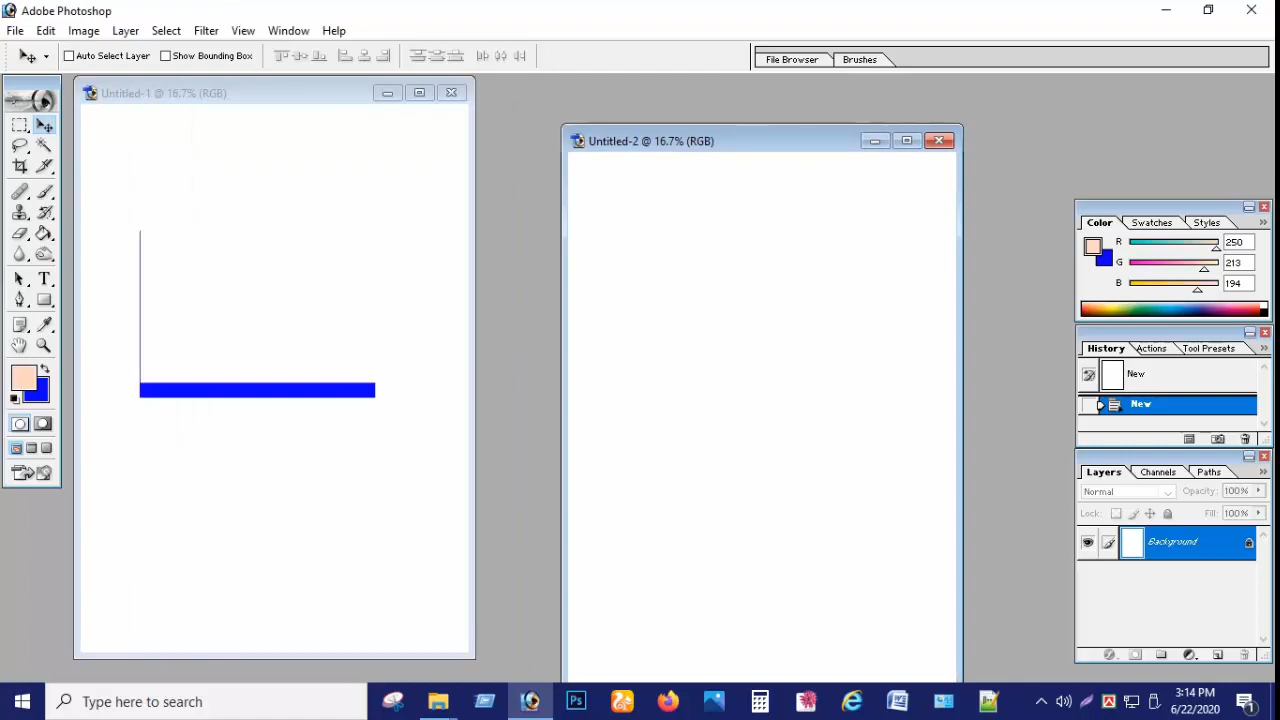 Adobe Photoshop
File Edit Image Layer Select Filter View Window Help
Auto Select Layer Show Bounding Box File Browser Brushes
Untitled-1 @ 16.7% (RGB)
Untitled-2 @ 16.7% (RGB)
Color Swatches Styles
R 250
G 213
B 194
History Actions Tool Presets
New
New
Layers Channels Paths
Normal Opacity: 100%
Lock: Fill: 100%
Background
Type here to search
3:14 PM
6/22/2020